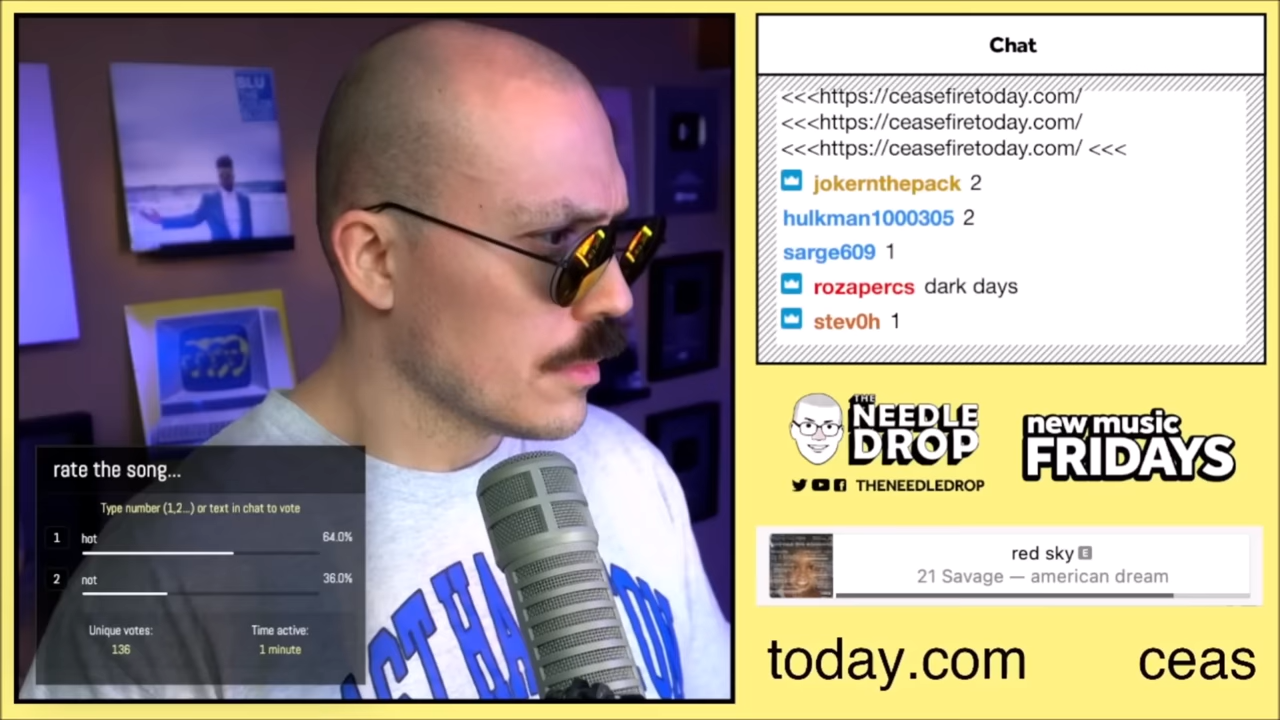 BLU
rate the song...
Type number (1,2...) or text in chat to vote
1 hot 64.0%
2 not 36.0%
Unique votes: Time active:
136 1 minute
Chat
<<<https://ceasefiretoday.com/
<<<https://ceasefiretoday.com/
<<<https://ceasefiretoday.com/ <<<
jokernthepack 2
hulkman1000305 2
sarge609 1
rozapercs dark days
stev0h 1
THE
NEEDLE
DROP
THENEEDLEDROP
new music
FRIDAYS
red sky E
21 Savage — american dream
today.com ceas